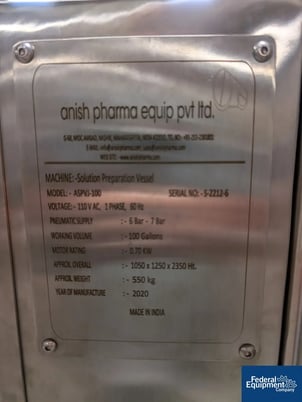 anish pharma equip pvt ltd.
MACHINE:-Solution Preparation Vessel
MODEL: - ASPVJ-100 SERIAL NO: - S-2212-6
VOLTAGE:- 110 V AC, 1 PHASE, 60 Hz
PNEUMATIC SUPPLY :- 6 Bar - 7 Bar
WORKING VOLUME :- 100 Gallons
MOTOR RATING :- 0.70 KW
APPROX. OVERALL :- 1050 x 1250 x 2350 Ht.
APPROX. WEIGHT :- 550 kg
YEAR OF MANUFACTURE :- 2020
MADE IN INDIA
Federal
Equipment
Company